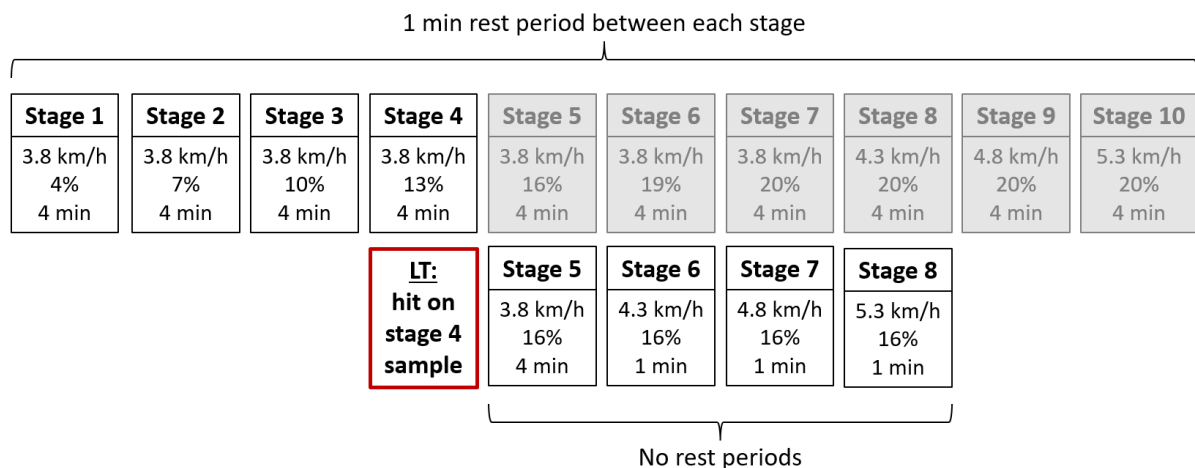 1 min rest period between each stage
Stage 1
3.8 km/h
4%
4 min
Stage 2
3.8 km/h
7%
4 min
Stage 3
3.8 km/h
10%
4 min
Stage 4
3.8 km/h
13%
4 min
Stage 5
3.8 km/h
16%
4 min
Stage 6
3.8 km/h
19%
4 min
Stage 7
3.8 km/h
20%
4 min
Stage 8
4.3 km/h
20%
4 min
Stage 9
4.8 km/h
20%
4 min
Stage 10
5.3 km/h
20%
4 min
LT:
hit on
stage 4
sample
Stage 5
3.8 km/h
16%
4 min
Stage 6
4.3 km/h
16%
1 min
Stage 7
4.8 km/h
16%
1 min
Stage 8
5.3 km/h
16%
1 min
No rest periods